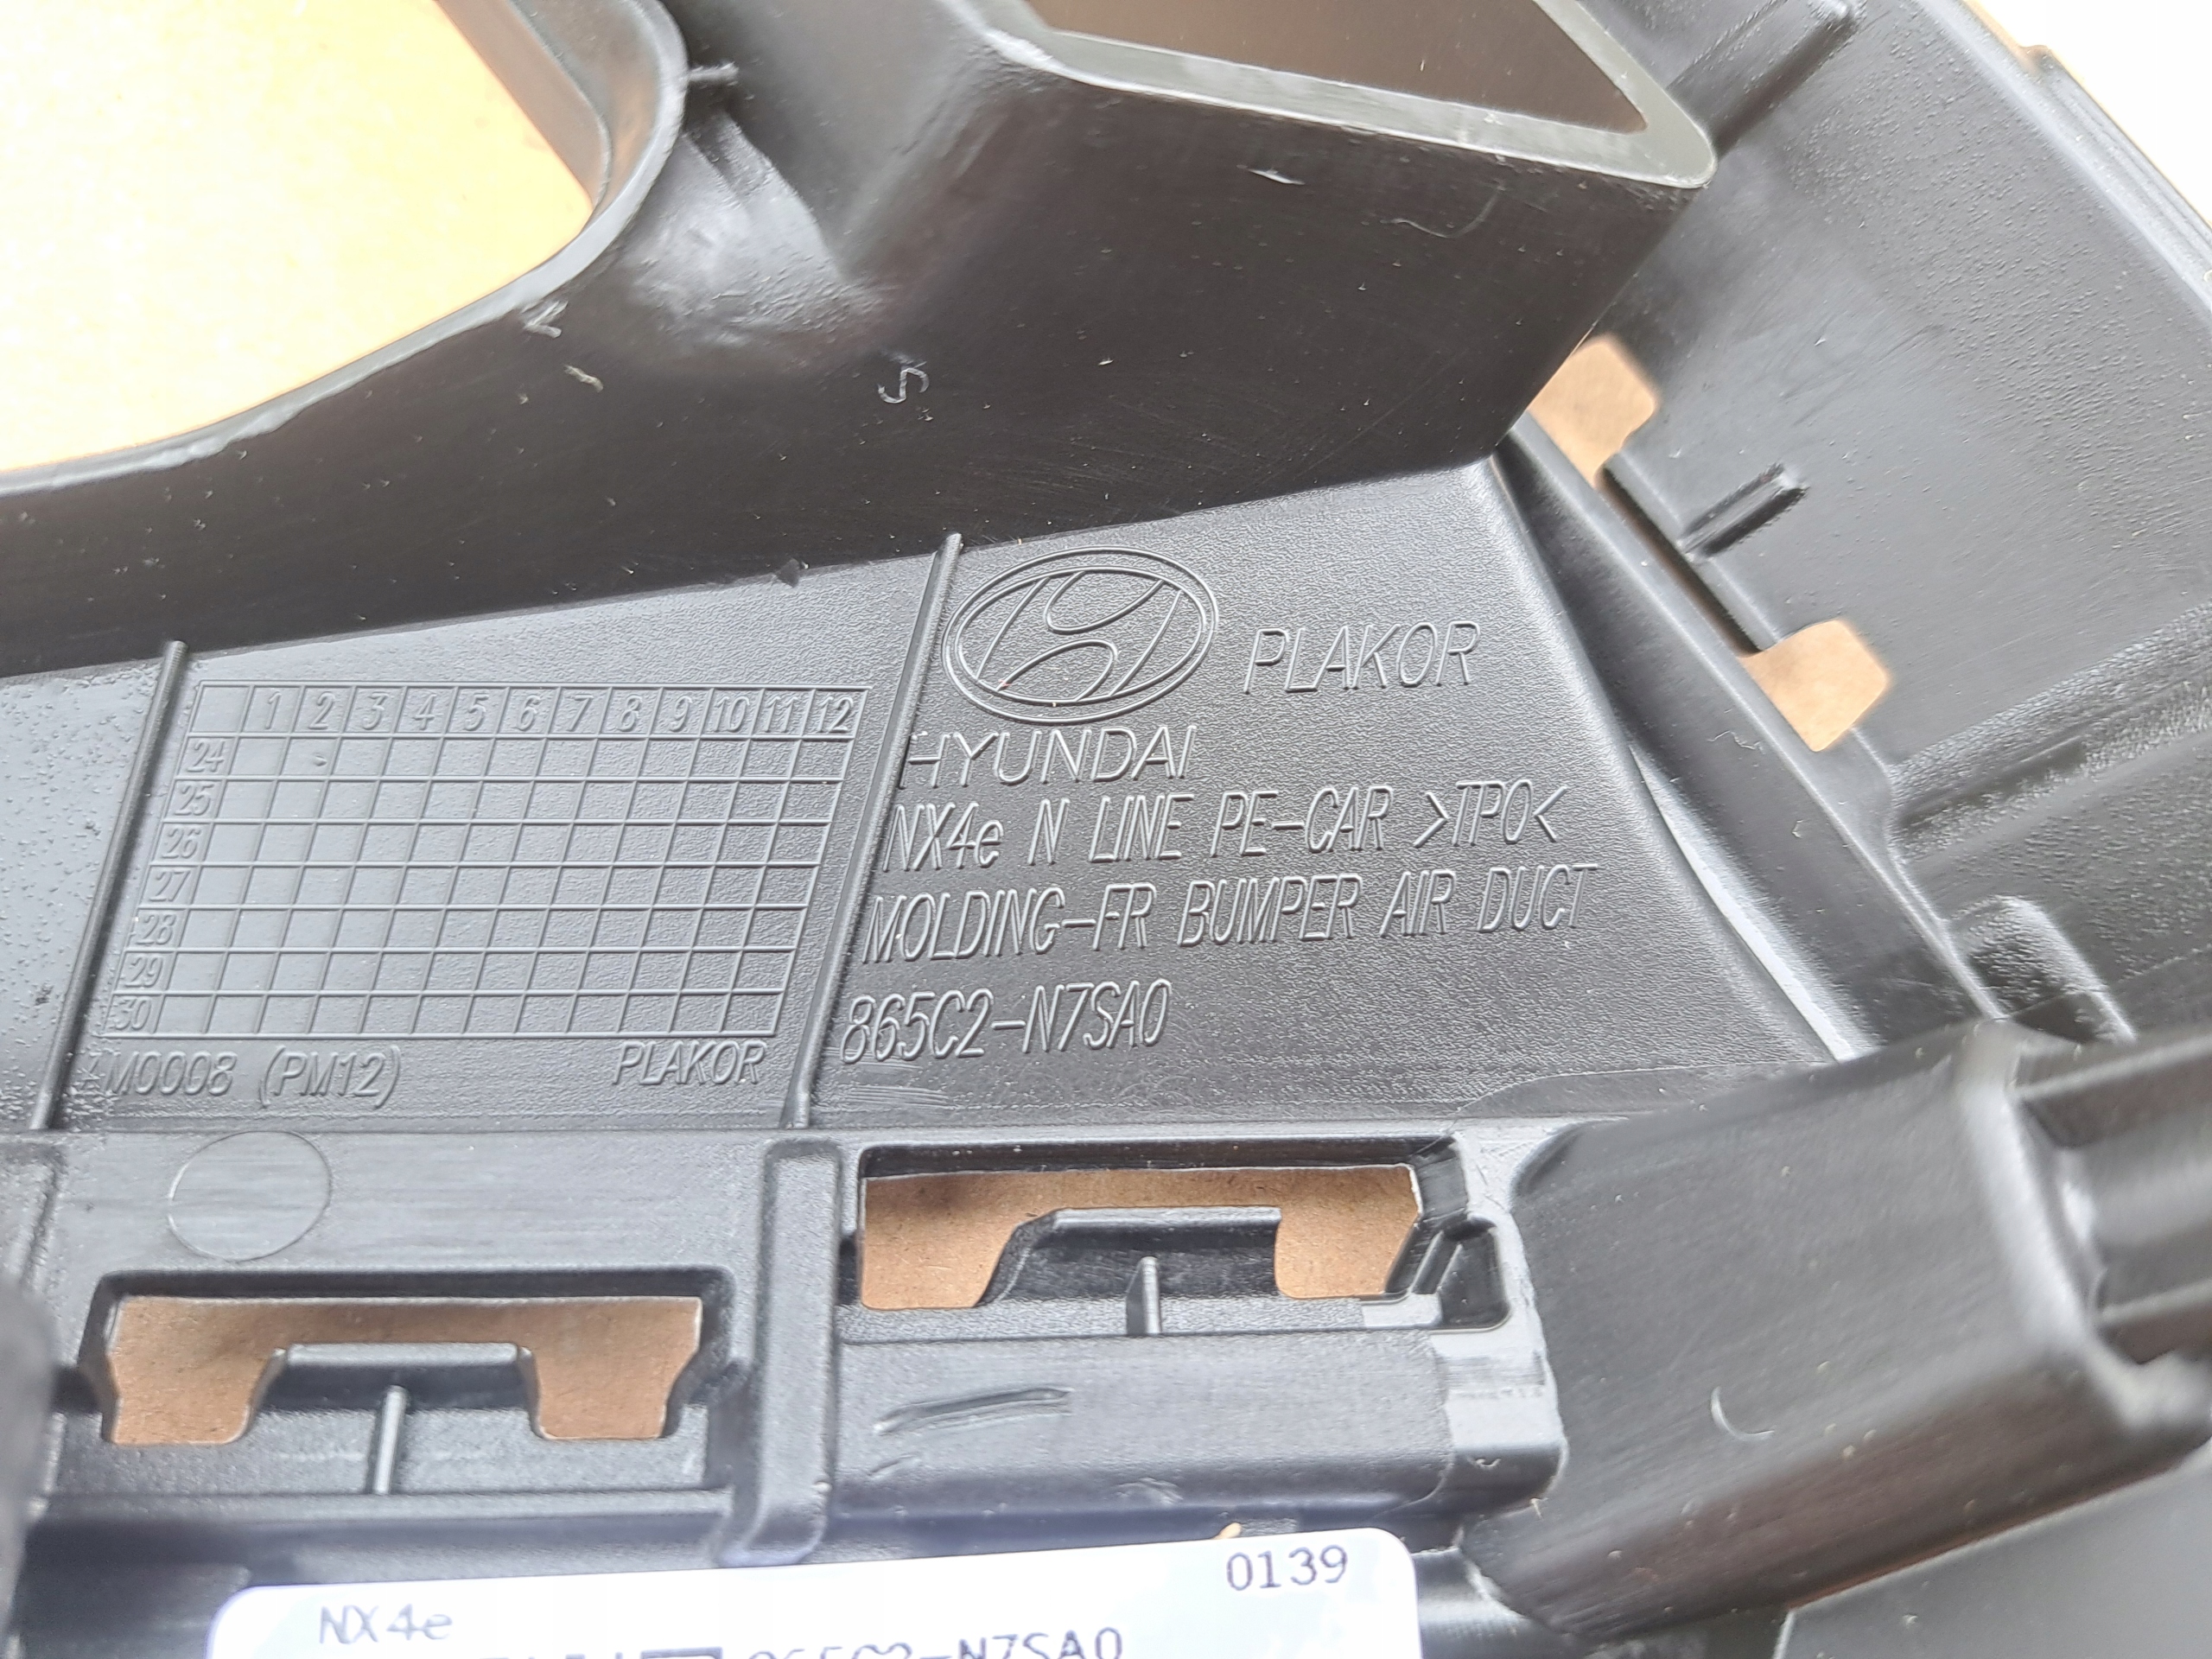 PLAKOR
HYUNDAI
NX4e N LINE PE-CAR >TPO<
MOLDING-FR BUMPER AIR DUCT
865C2-N7SA0
1 2 3 4 5 6 7 8 9 10 11 12
24
25
26
27
28
29
30
M0008 (PM12) PLAKOR
0139
NX4e
865C2-N7SA0